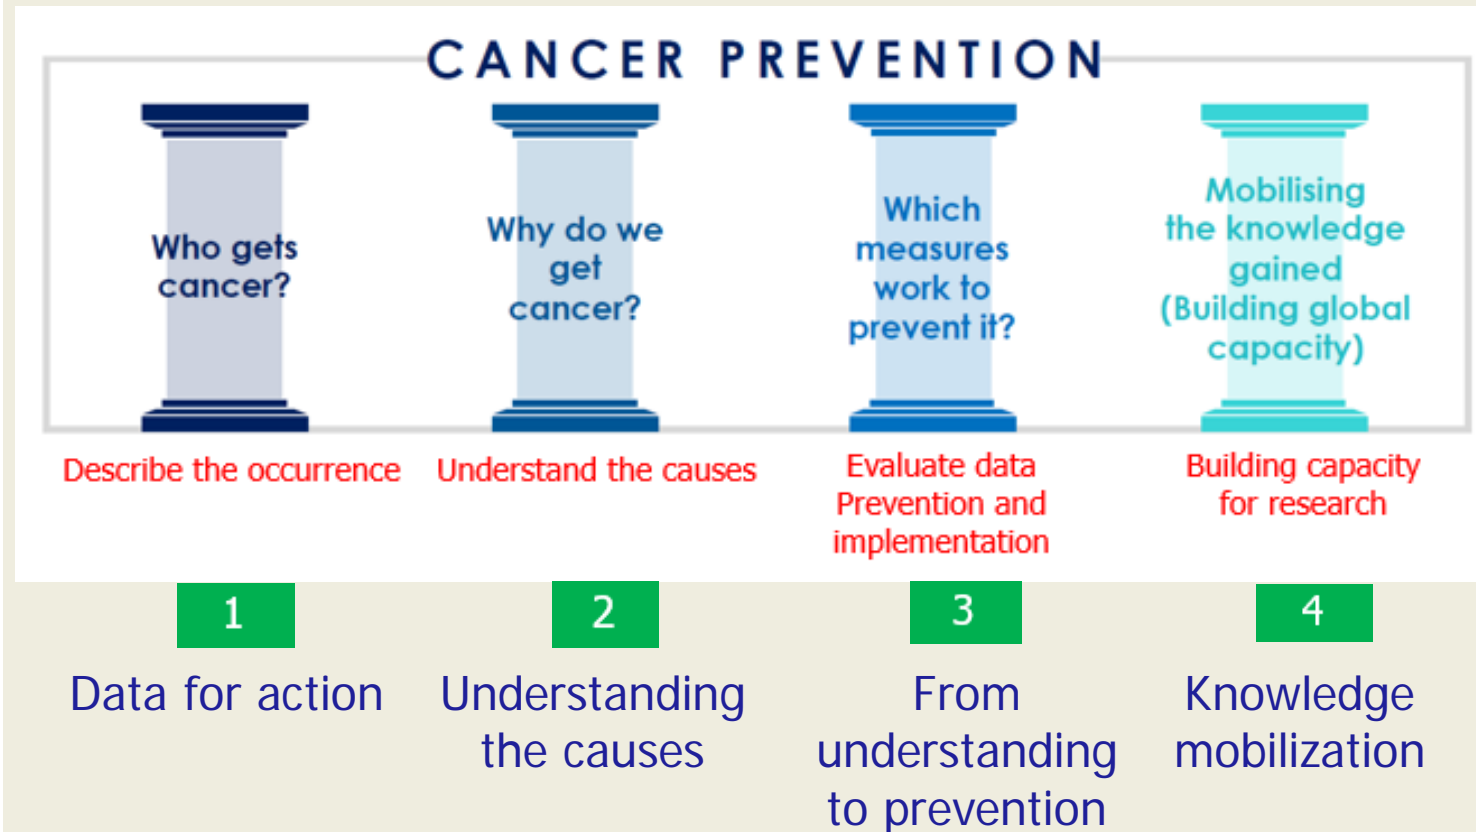 CANCER PREVENTION
Who gets
cancer?
Why do we
get
cancer?
Which
measures
work to
prevent it?
Mobilising
the knowledge
gained
(Building global
capacity)
Describe the occurrence
Understand the causes
Evaluate data
Prevention and
implementation
Building capacity
for research
1
2
3
4
Data for action
Understanding
the causes
From
understanding
to prevention
Knowledge
mobilization